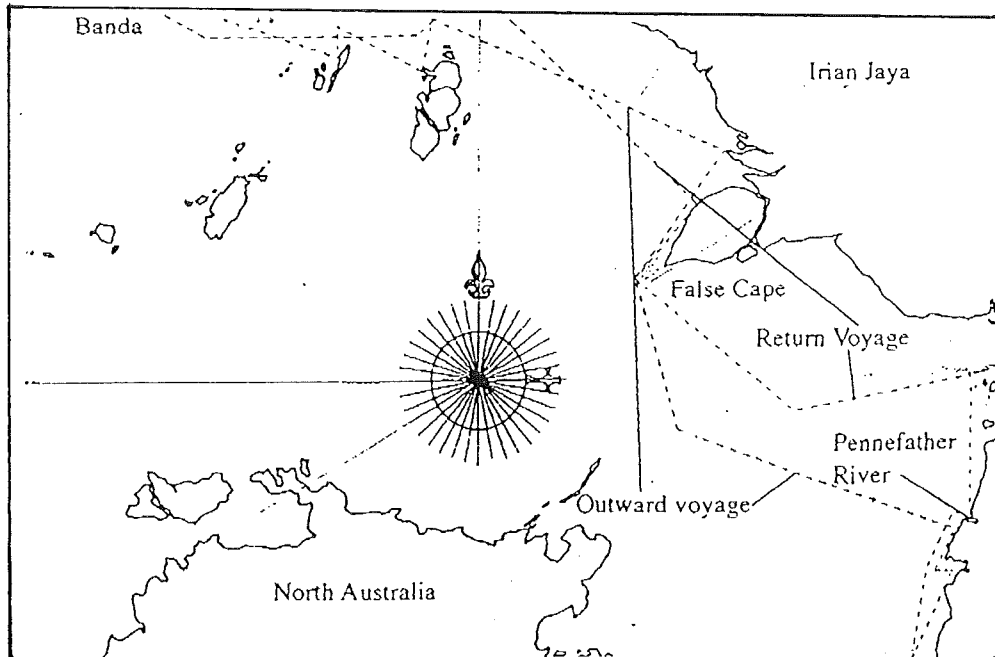 Banda
Irian Jaya
False Cape
Return Voyage
Pennefather
River
Outward voyage
North Australia